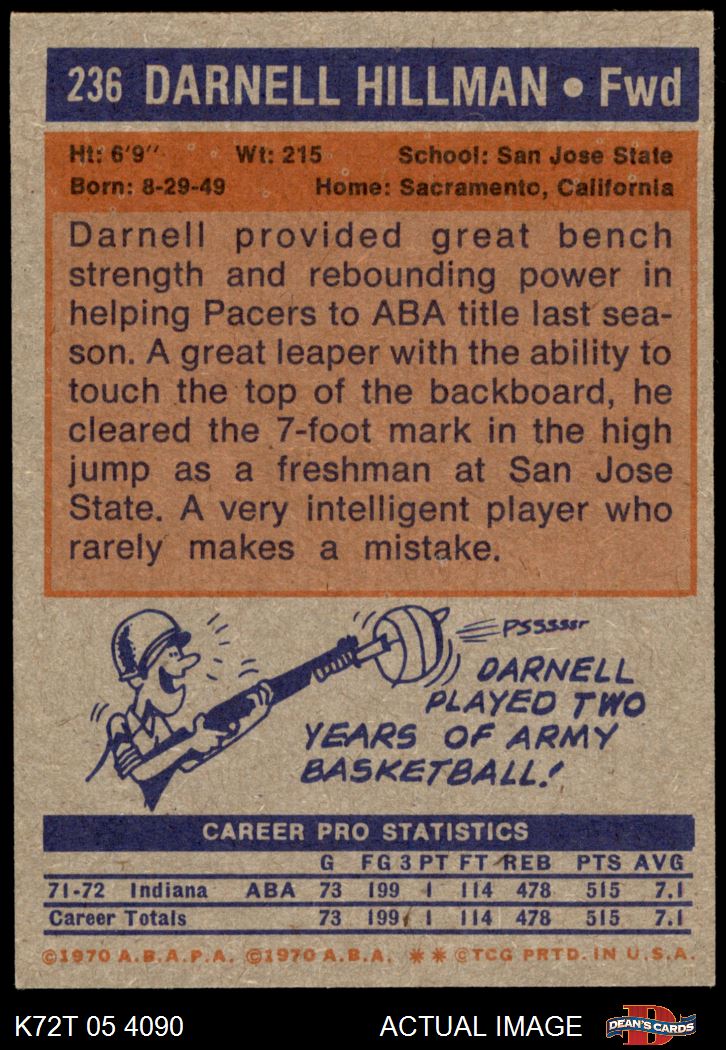 236 DARNELL HILLMAN • Fwd
Ht: 6'9" Wt: 215 School: San Jose State
Born: 8-29-49 Home: Sacramento, California
Darnell provided great bench
strength and rebounding power in
helping Pacers to ABA title last sea-
son. A great leaper with the ability to
touch the top of the backboard, he
cleared the 7-foot mark in the high
jump as a freshman at San Jose
State. A very intelligent player who
rarely makes a mistake.
PSSSSSr
DARNELL
PLAYED TWO
YEARS OF ARMY
BASKETBALL!
CAREER PRO STATISTICS
G FG 3PT FT REB PTS AVG
71-72 Indiana ABA 73 199 1 114 478 515 7.1
Career Totals 73 199 1 114 478 515 7.1
©1970 A.B.A.P.A. ©1970 A.B.A. ** ©TCG PRTD. IN U.S.A.
K72T 05 4090 ACTUAL IMAGE DEAN'S CARDS